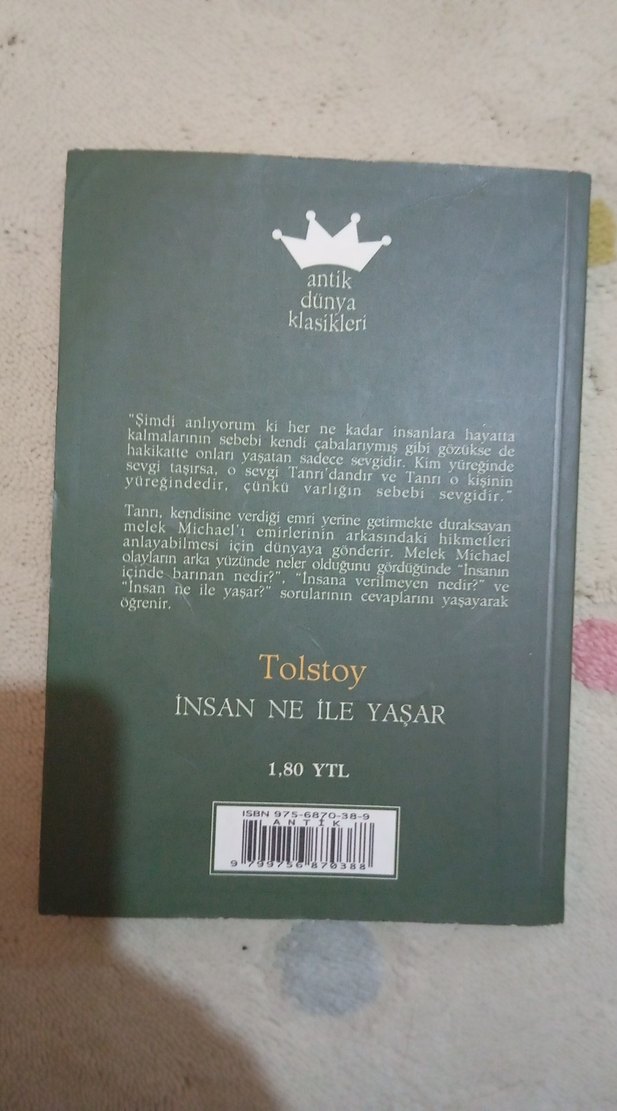 antik
dünya
klasikleri
"Şimdi anlıyorum ki her ne kadar insanlara hayatta
kalmalarının sebebi kendi çabalarıymış gibi gözükse de
hakikatte onları yaşatan sadece sevgidir. Kim yüreğinde
sevgi taşırsa, o sevgi Tanrı'dandır ve Tanrı o kişinin
yüreğindedir, çünkü varlığın sebebi sevgidir."
Tanrı, kendisine verdiği emri yerine getirmekte duraksayan
melek Michael'ı emirlerinin arkasındaki hikmetleri
anlayabilmesi için dünyaya gönderir. Melek Michael
olayların arka yüzünde neler olduğunu gördüğünde "İnsanın
içinde barınan nedir?", "İnsana verilmeyen nedir?" ve
"İnsan ne ile yaşar?" sorularının cevaplarını yaşayarak
öğrenir.
Tolstoy
İNSAN NE İLE YAŞAR
1,80 YTL
ISBN 975-6870-38-9
ANTİK
9 799756 870388